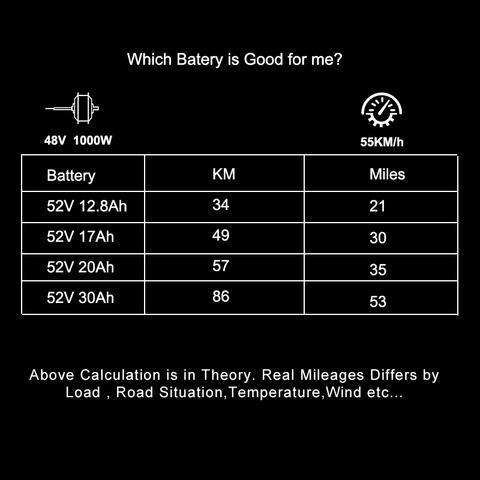 Which Batery is Good for me?
48V 1000W
55KM/h
Battery KM Miles
52V 12.8Ah 34 21
52V 17Ah 49 30
52V 20Ah 57 35
52V 30Ah 86 53
Above Calculation is in Theory. Real Mileages Differs by
Load , Road Situation,Temperature,Wind etc...